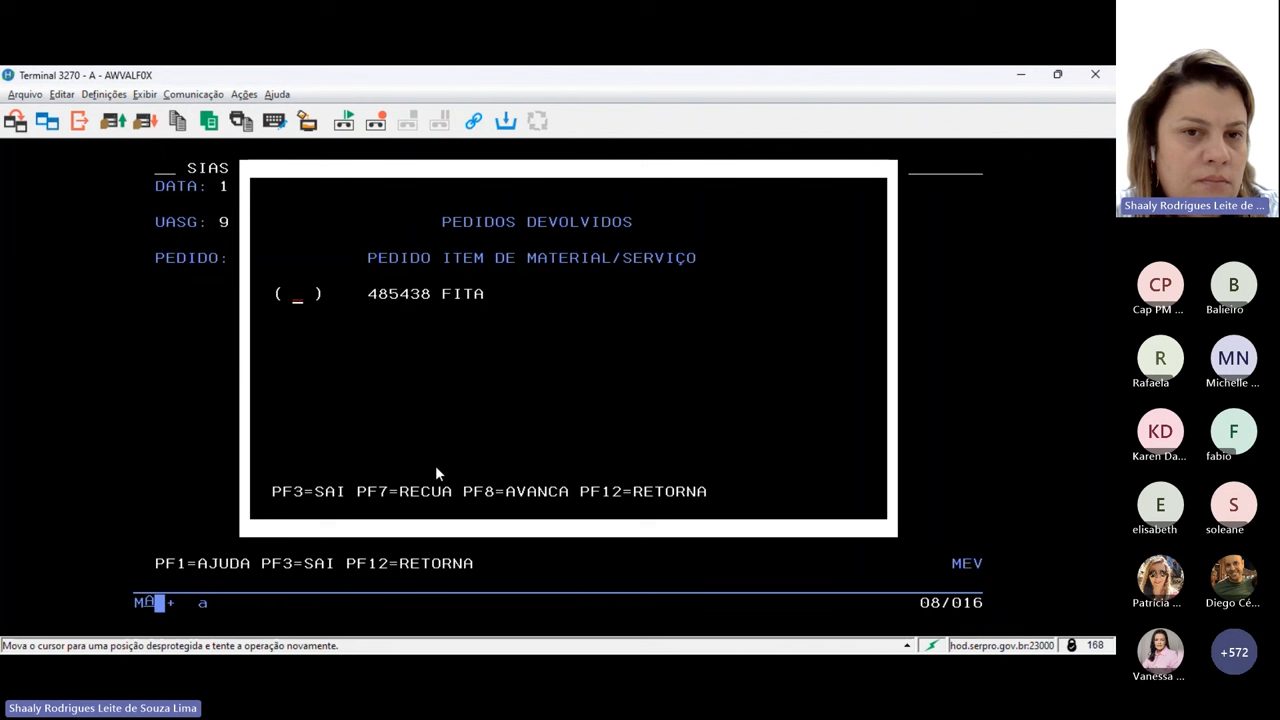 Terminal 3270 - A - AWVALF0X
Arquivo Editar Definições Exibir Comunicação Ações Ajuda
__ SIAS
DATA: 1
UASG: 9
PEDIDOS DEVOLVIDOS
PEDIDO:
PEDIDO ITEM DE MATERIAL/SERVIÇO
( _ ) 485438 FITA
PF3=SAI PF7=RECUA PF8=AVANCA PF12=RETORNA
PF1=AJUDA PF3=SAI PF12=RETORNA MEV
MA + a 08/016
Mova o cursor para uma posição desprotegida e tente a operação novamente.
hod.serpro.gov.br:23000 168
Shaaly Rodrigues Leite de Souza Lima
Shaaly Rodrigues Leite de ...
CP B
Cap PM ... Balieiro
R MN
Rafaela Michelle ...
KD F
Karen Da... fabio
E S
elisabeth soleane
Patrícia ... Diego Cé...
+572
Vanessa ...